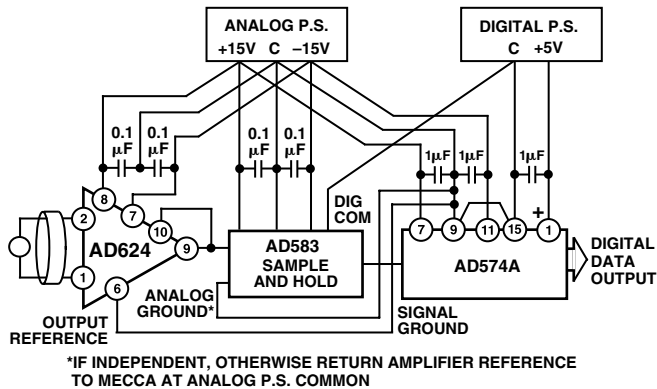 ANALOG P.S.
+15V C –15V
DIGITAL P.S.
C +5V
0.1 μF
0.1 μF
0.1 μF
0.1 μF
1μF
1μF
1μF
8
7
10
2
9
1
6
AD624
DIG COM
7
9
11
15
+
1
AD583
SAMPLE
AND HOLD
AD574A
DIGITAL
DATA
OUTPUT
ANALOG
GROUND*
OUTPUT
REFERENCE
SIGNAL
GROUND
*IF INDEPENDENT, OTHERWISE RETURN AMPLIFIER REFERENCE
TO MECCA AT ANALOG P.S. COMMON